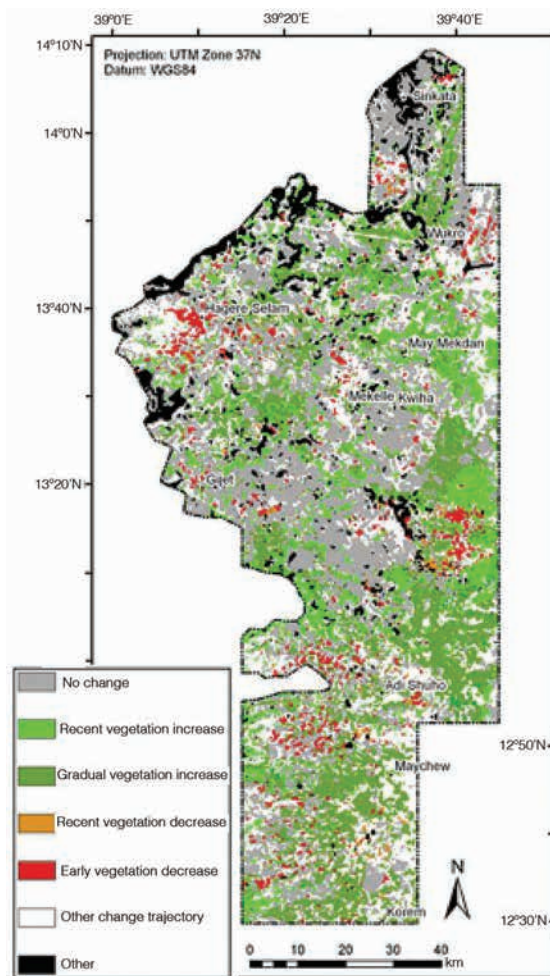 39°0'E 39°20'E 39°40'E
14°10'N
Projection: UTM Zone 37N
Datum: WGS84
Sinkata
14°0'N
Wukro
13°40'N
Hagere Selam
May Mekdan
Mekelle Kwiha
13°20'N
Gijet
Adi Shuho
No change
Recent vegetation increase
12°50'N
Maychew
Gradual vegetation increase
Recent vegetation decrease
N
Early vegetation decrease
Other change trajectory
Korem
12°30'N
Other
0 5 10 20 30 40
km